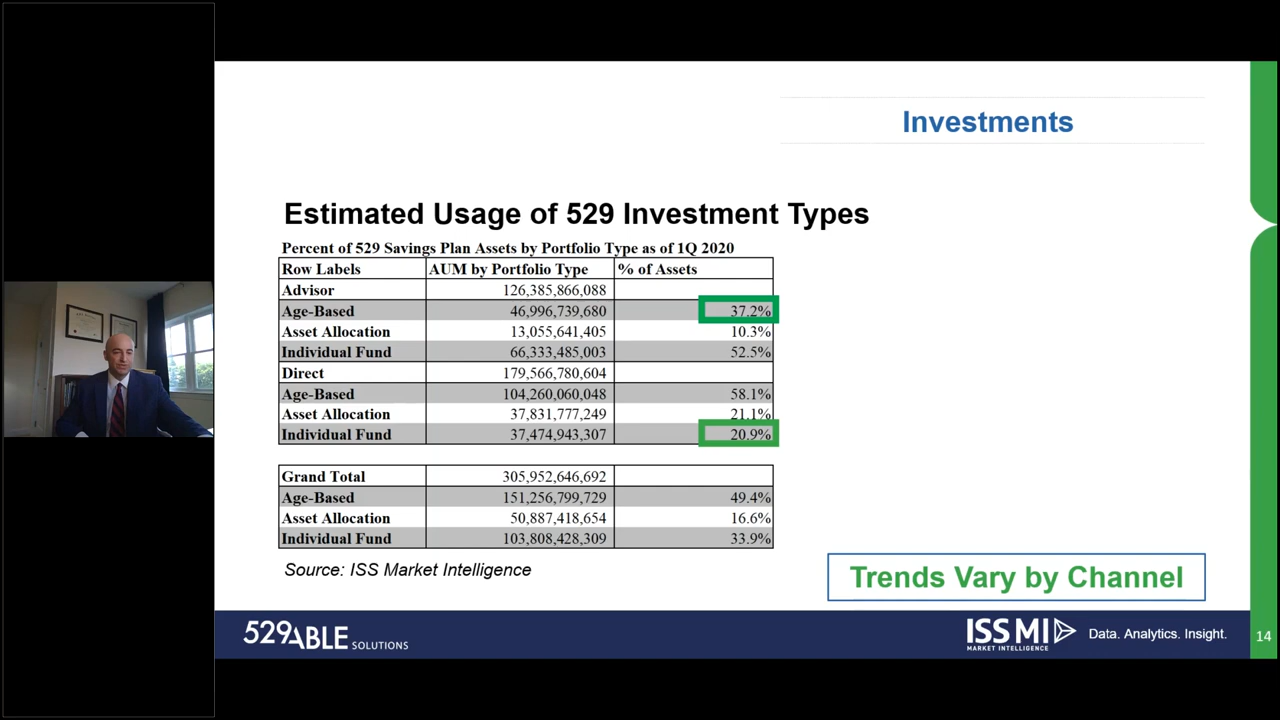 Investments
Estimated Usage of 529 Investment Types
Percent of 529 Savings Plan Assets by Portfolio Type as of 1Q 2020
Row Labels AUM by Portfolio Type % of Assets
Advisor 126,385,866,088
Age-Based 46,996,739,680 37.2%
Asset Allocation 13,055,641,405 10.3%
Individual Fund 66,333,485,003 52.5%
Direct 179,566,780,604
Age-Based 104,260,060,048 58.1%
Asset Allocation 37,831,777,249 21.1%
Individual Fund 37,474,943,307 20.9%
Grand Total 305,952,646,692
Age-Based 151,256,799,729 49.4%
Asset Allocation 50,887,418,654 16.6%
Individual Fund 103,808,428,309 33.9%
Source: ISS Market Intelligence
Trends Vary by Channel
529ABLE SOLUTIONS
ISS MI
MARKET INTELLIGENCE
Data. Analytics. Insight.
14